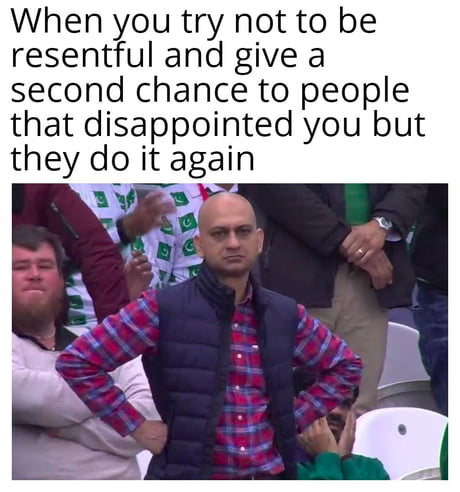 When you try not to be
resentful and give a
second chance to people
that disappointed you but
they do it again